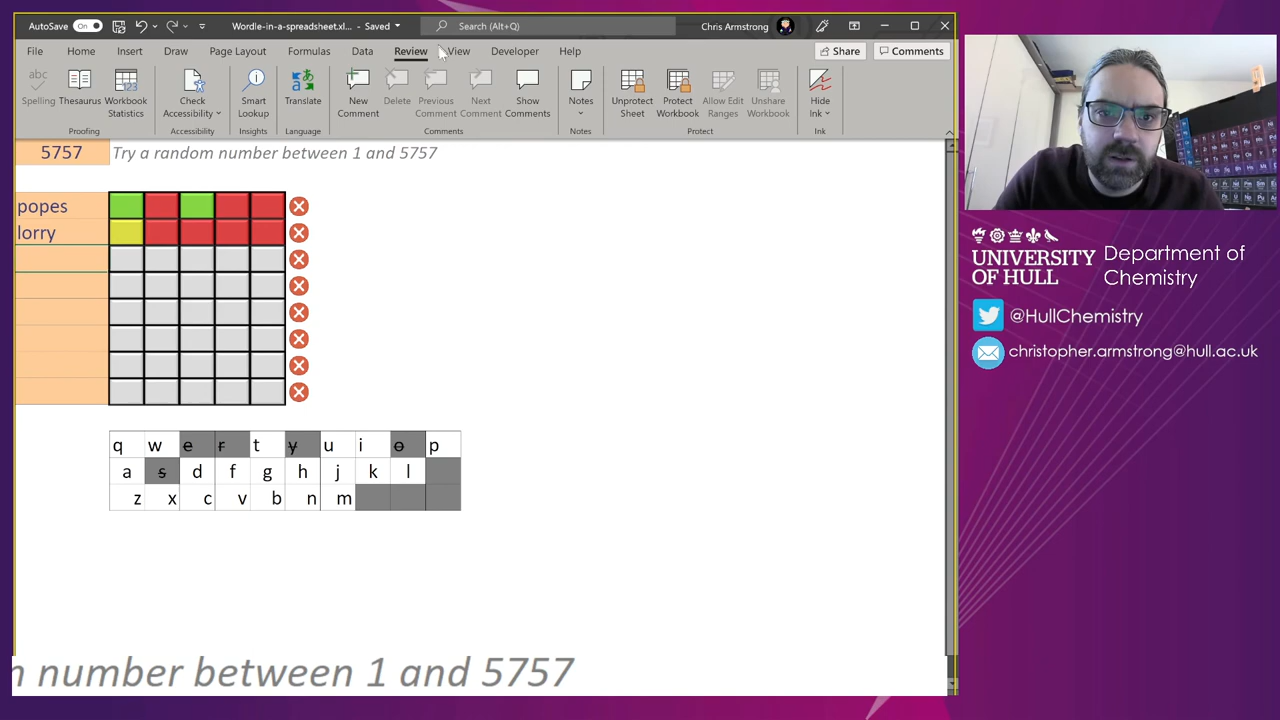 AutoSave On Wordle-in-a-spreadsheet.xl... - Saved Search (Alt+Q) Chris Armstrong
File Home Insert Draw Page Layout Formulas Data Review View Developer Help Share Comments
abc
Spelling Thesaurus Workbook Statistics Check Accessibility Smart Lookup Translate New Comment Delete Previous Comment Next Comment Show Comments Notes Unprotect Sheet Protect Workbook Allow Edit Ranges Unshare Workbook Hide Ink
Proofing Accessibility Insights Language Comments Notes Protect Ink
5757 Try a random number between 1 and 5757
popes
lorry
q w e r t y u i o p
a s d f g h j k l
z x c v b n m
n number between 1 and 5757
UNIVERSITY OF HULL
Department of Chemistry
@HullChemistry
christopher.armstrong@hull.ac.uk